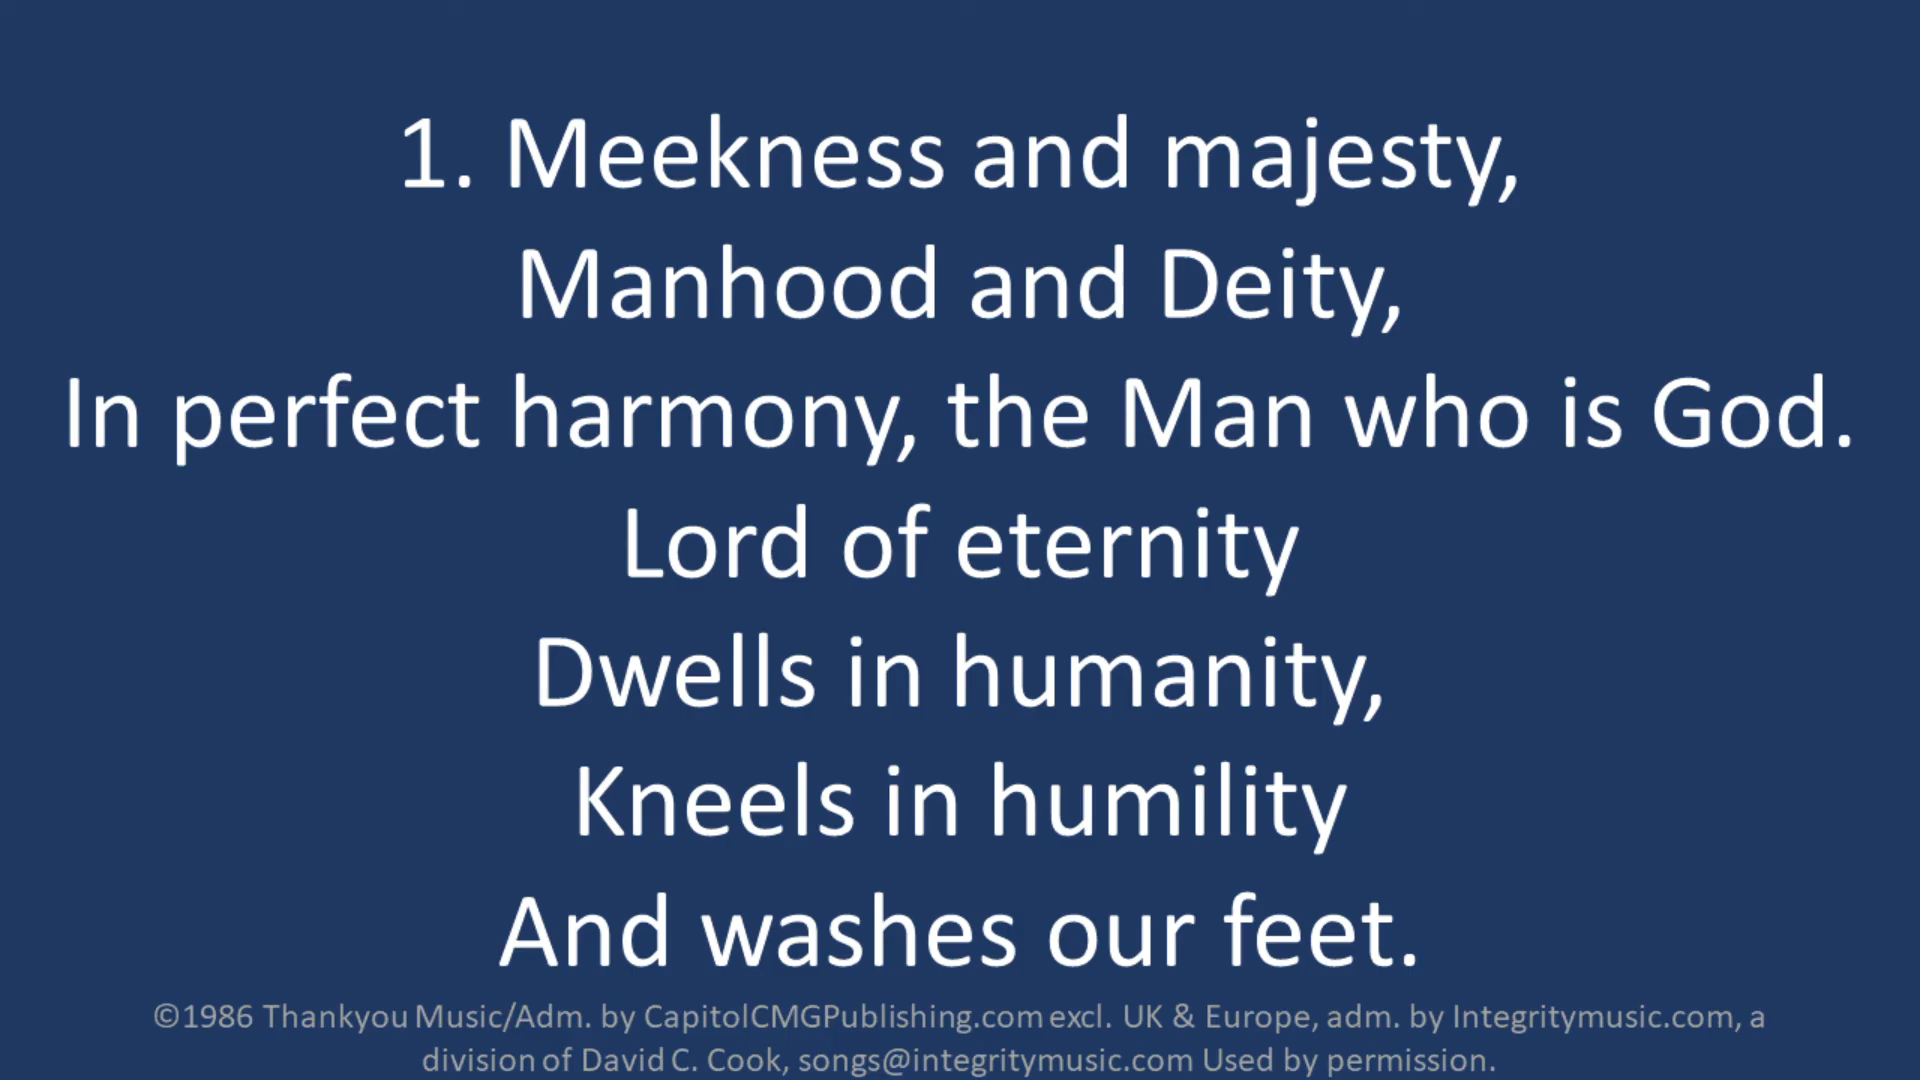 1. Meekness and majesty,
Manhood and Deity,
In perfect harmony, the Man who is God.
Lord of eternity
Dwells in humanity,
Kneels in humility
And washes our feet.
©1986 Thankyou Music/Adm. by CapitolCMGPublishing.com excl. UK & Europe, adm. by Integritymusic.com, a
division of David C. Cook, songs@integritymusic.com Used by permission.